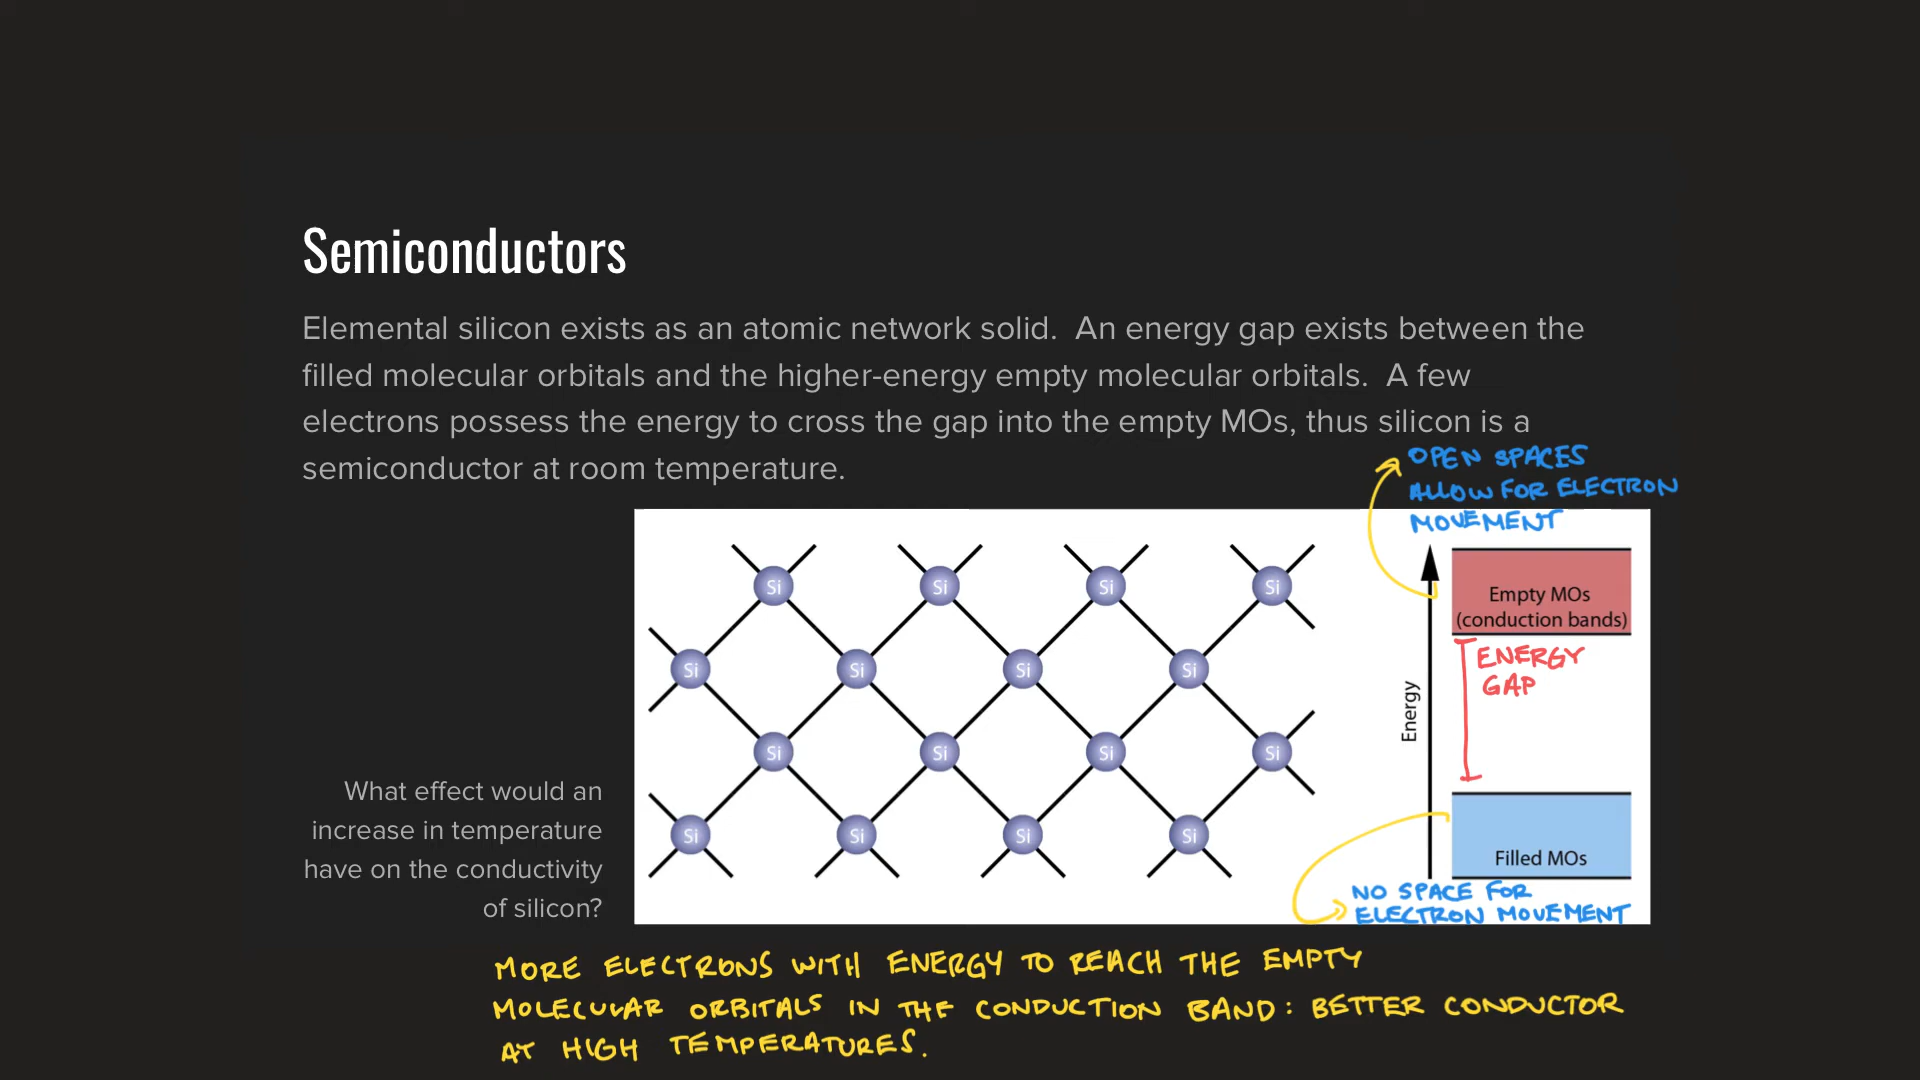 Semiconductors
Elemental silicon exists as an atomic network solid.  An energy gap exists between the
filled molecular orbitals and the higher-energy empty molecular orbitals.  A few
electrons possess the energy to cross the gap into the empty MOs, thus silicon is a
semiconductor at room temperature.
OPEN SPACES
ALLOW FOR ELECTRON
MOVEMENT
Si Si Si Si
Si Si Si Si
Si Si Si Si
Si Si Si Si
Energy
Empty MOs
(conduction bands)
ENERGY
GAP
Filled MOs
NO SPACE FOR
ELECTRON MOVEMENT
What effect would an
increase in temperature
have on the conductivity
of silicon?
MORE ELECTRONS WITH ENERGY TO REACH THE EMPTY
MOLECULAR ORBITALS IN THE CONDUCTION BAND: BETTER CONDUCTOR
AT HIGH TEMPERATURES.